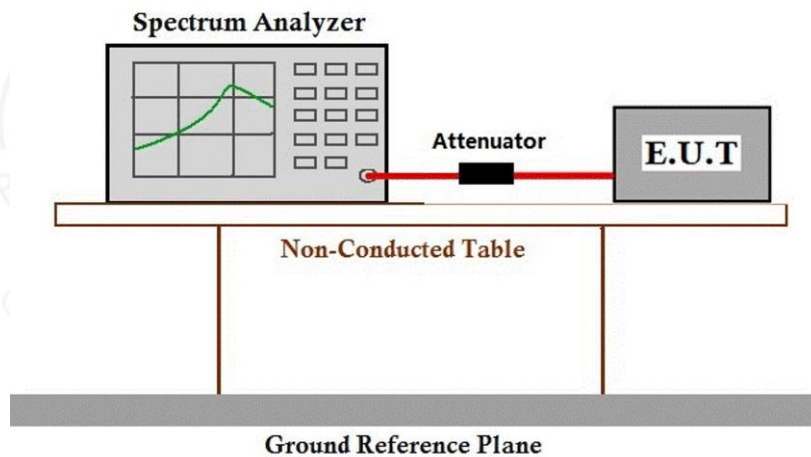 Spectrum Analyzer
Attenuator
E.U.T
Non-Conducted Table
Ground Reference Plane